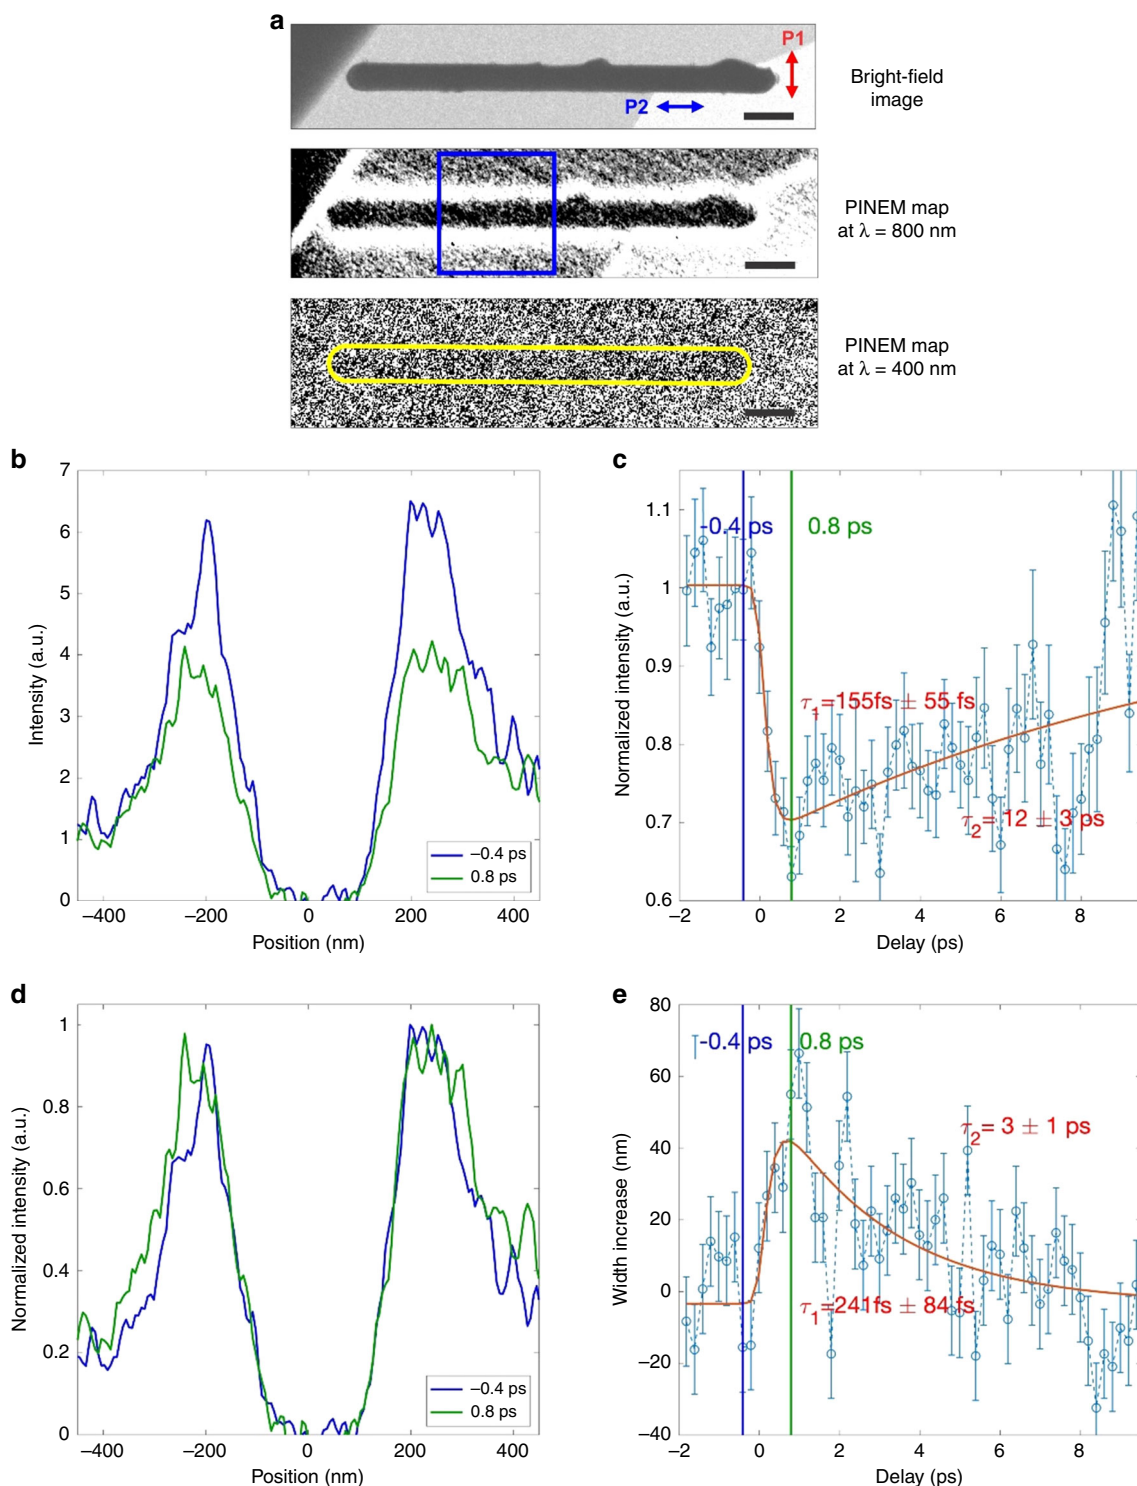 a
P1
P2
Bright-field
image
PINEM map
at λ = 800 nm
PINEM map
at λ = 400 nm
b
7
6
5
4
3
2
1
0
Intensity (a.u.)
−400
−200
0
200
400
Position (nm)
−0.4 ps
0.8 ps
c
1.1
1
0.9
0.8
0.7
0.6
Normalized intensity (a.u.)
-0.4 ps
0.8 ps
τ1=155fs ± 55 fs
τ2= 12 ± 3 ps
−2
0
2
4
6
8
Delay (ps)
d
1
0.8
0.6
0.4
0.2
0
Normalized intensity (a.u.)
−400
−200
0
200
400
Position (nm)
−0.4 ps
0.8 ps
e
80
60
40
20
0
−20
−40
Width increase (nm)
-0.4 ps
0.8 ps
τ2= 3 ± 1 ps
τ1=241fs ± 84 fs
−2
0
2
4
6
8
Delay (ps)